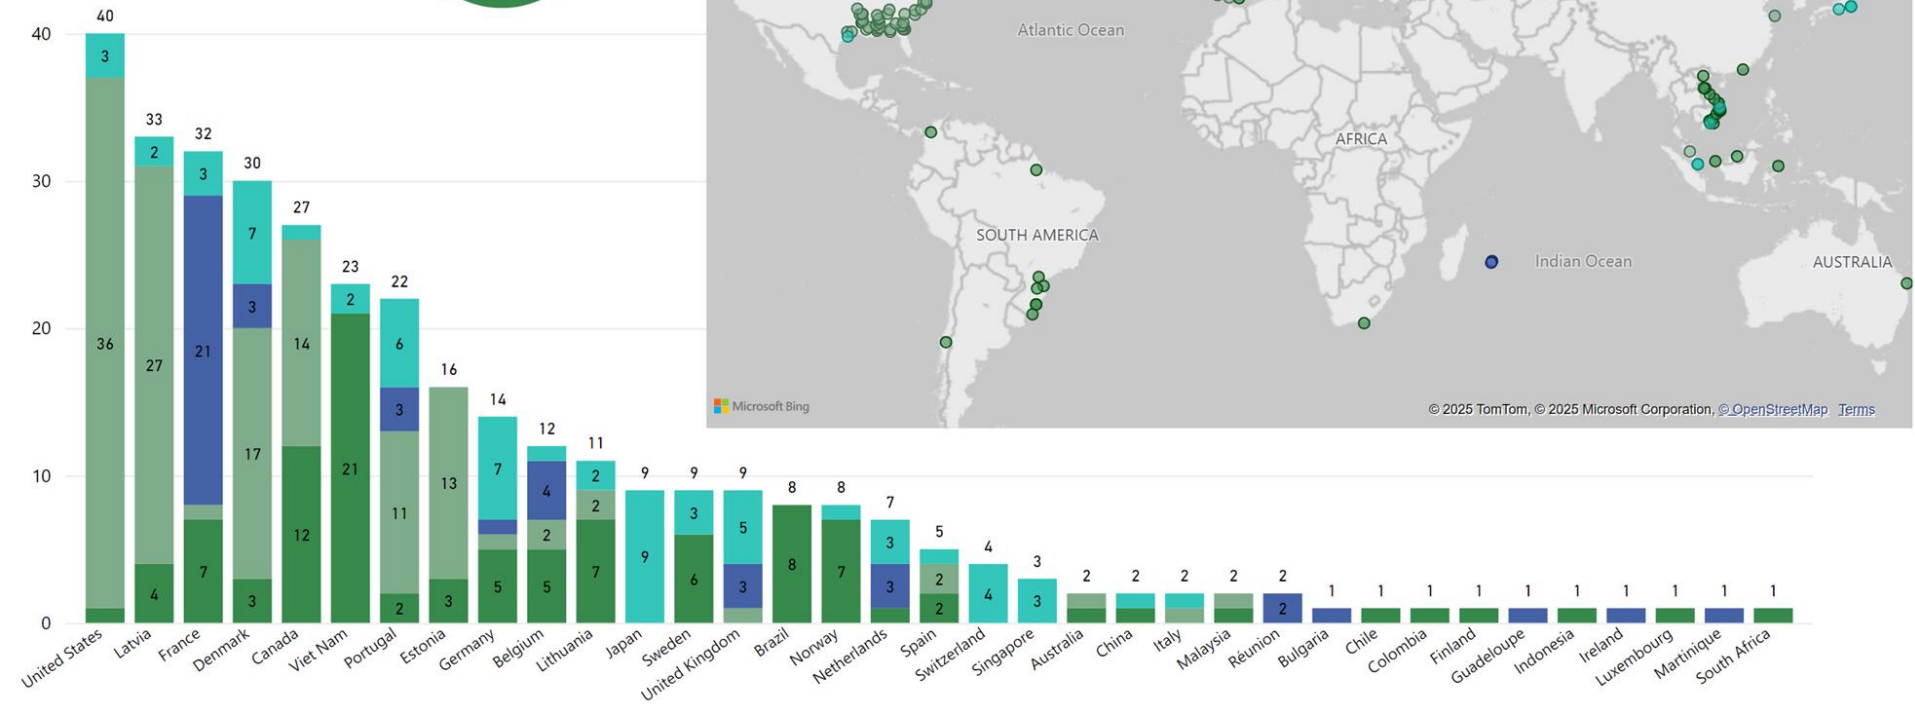 40
40
3
Atlantic Ocean
33
32
30
27
23
22
16
14
12
11
9
9
9
8
8
7
5
4
3
2
2
2
2
2
1
1
1
1
1
1
1
1
1
1
30
20
10
0
2
3
7
3
2
6
3
36
27
21
14
17
12
21
11
13
7
4
2
2
2
9
3
5
3
3
3
2
4
3
2
4
7
3
2
3
5
5
7
6
8
7
2
AFRICA
SOUTH AMERICA
Indian Ocean
AUSTRALIA
Microsoft Bing
© 2025 TomTom, © 2025 Microsoft Corporation, © OpenStreetMap Terms
United States
Latvia
France
Denmark
Canada
Viet Nam
Portugal
Estonia
Germany
Belgium
Lithuania
Japan
Sweden
United Kingdom
Brazil
Norway
Netherlands
Spain
Switzerland
Singapore
Australia
China
Italy
Malaysia
Réunion
Bulgaria
Chile
Colombia
Finland
Guadeloupe
Indonesia
Ireland
Luxembourg
Martinique
South Africa